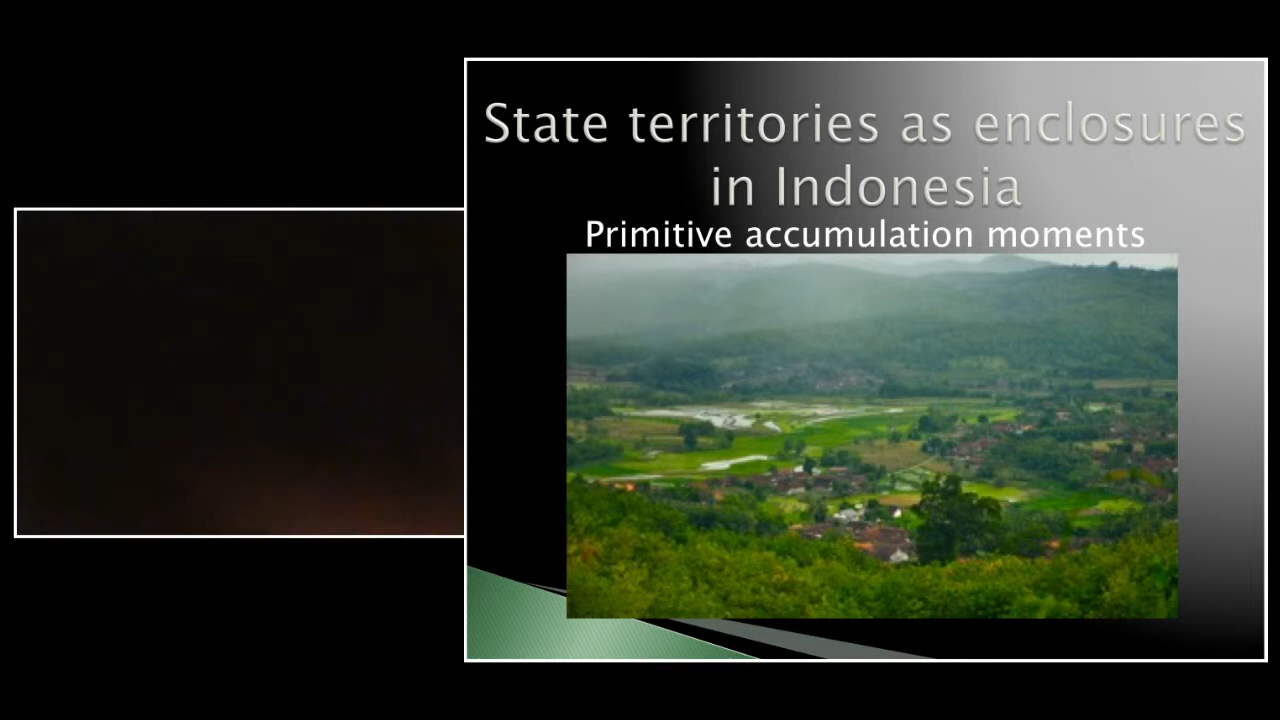 State territories as enclosures
in Indonesia
Primitive accumulation moments